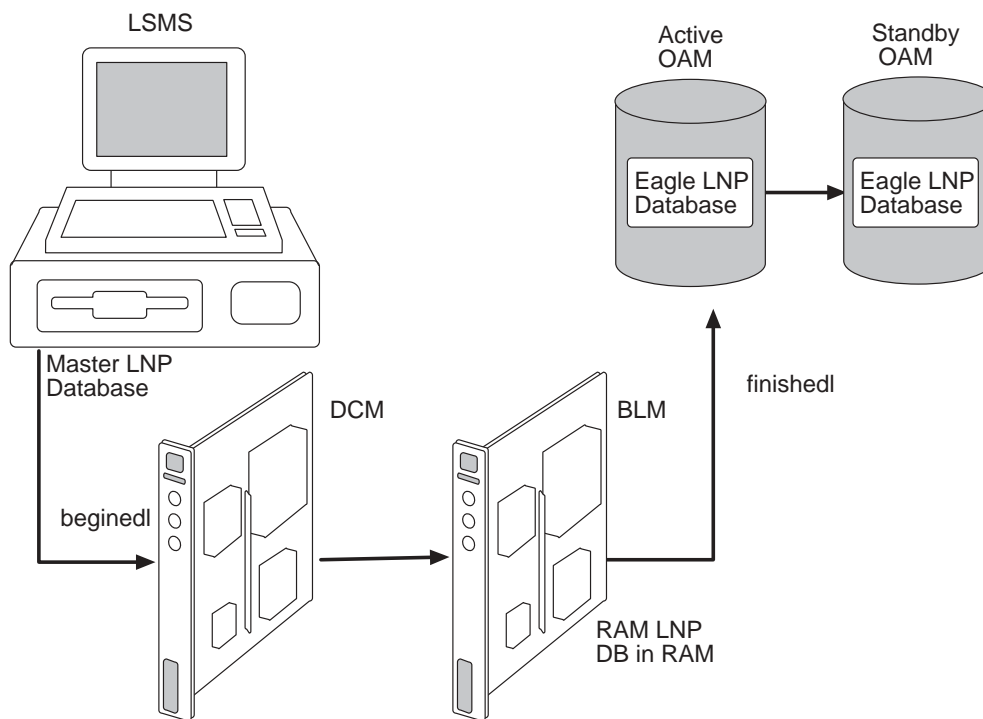 LSMS
Active
OAM
Standby
OAM
Eagle LNP
Database
Eagle LNP
Database
Master LNP
Database
DCM
BLM
finishedl
beginedl
RAM LNP
DB in RAM